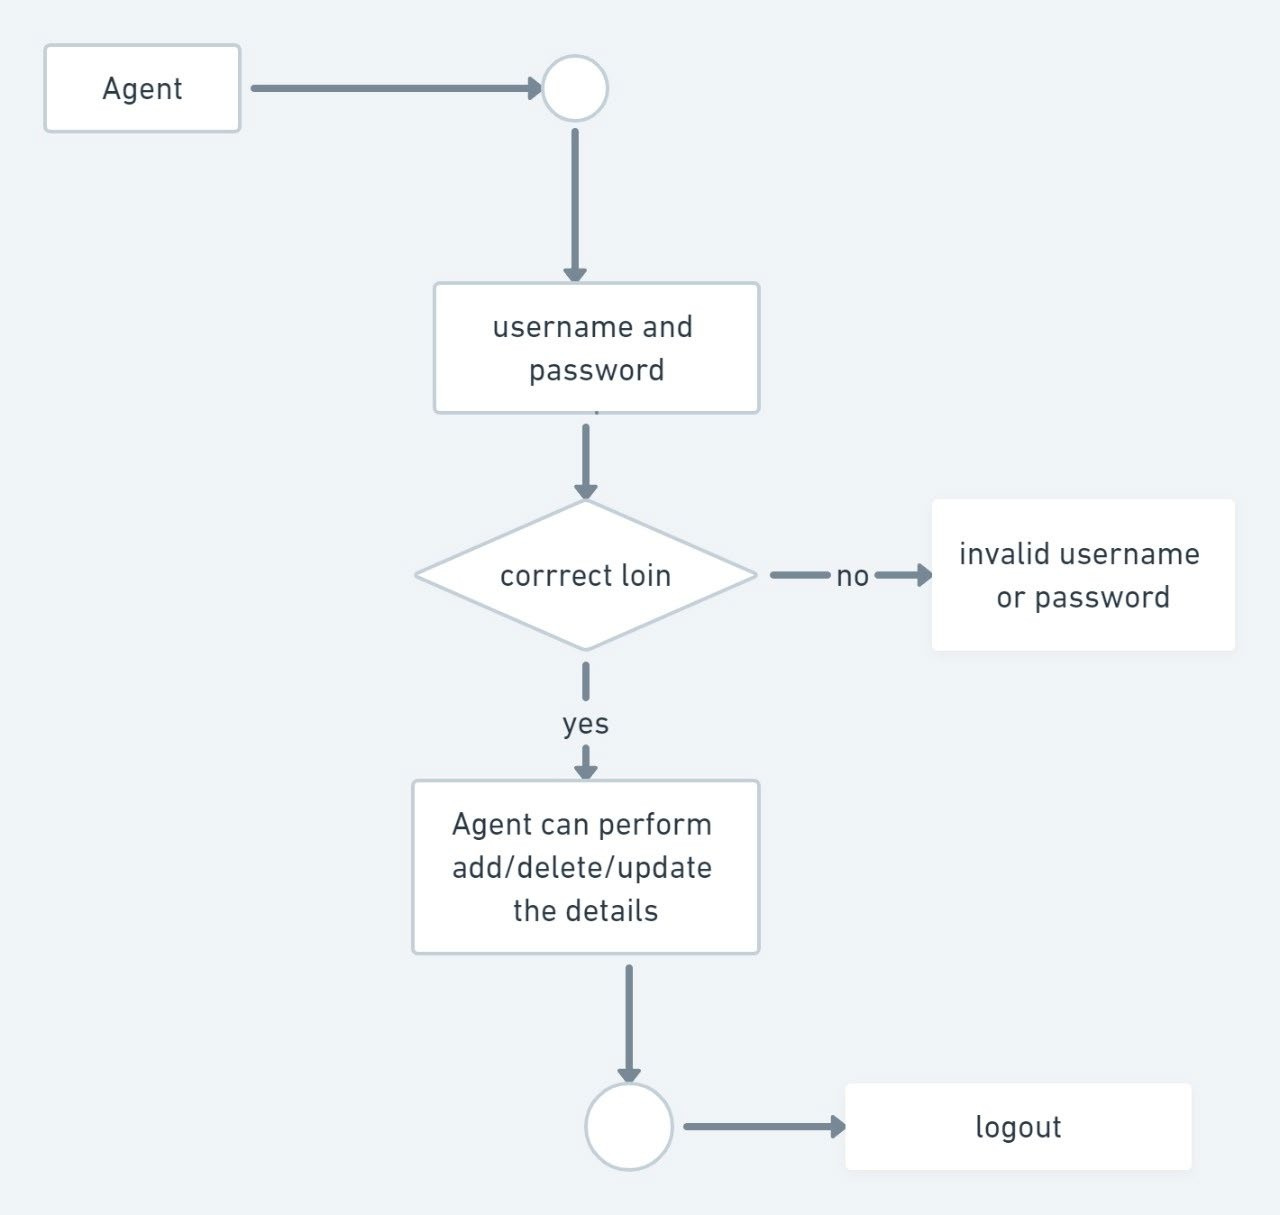 Agent
username and
password
corrrect loin
no
invalid username
or password
yes
Agent can perform
add/delete/update
the details
logout